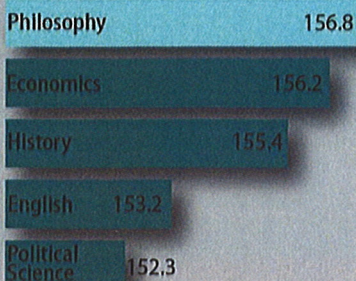 Philosophy 156.8
Economics 156.2
History 155.4
English 153.2
Political
Science 152.3